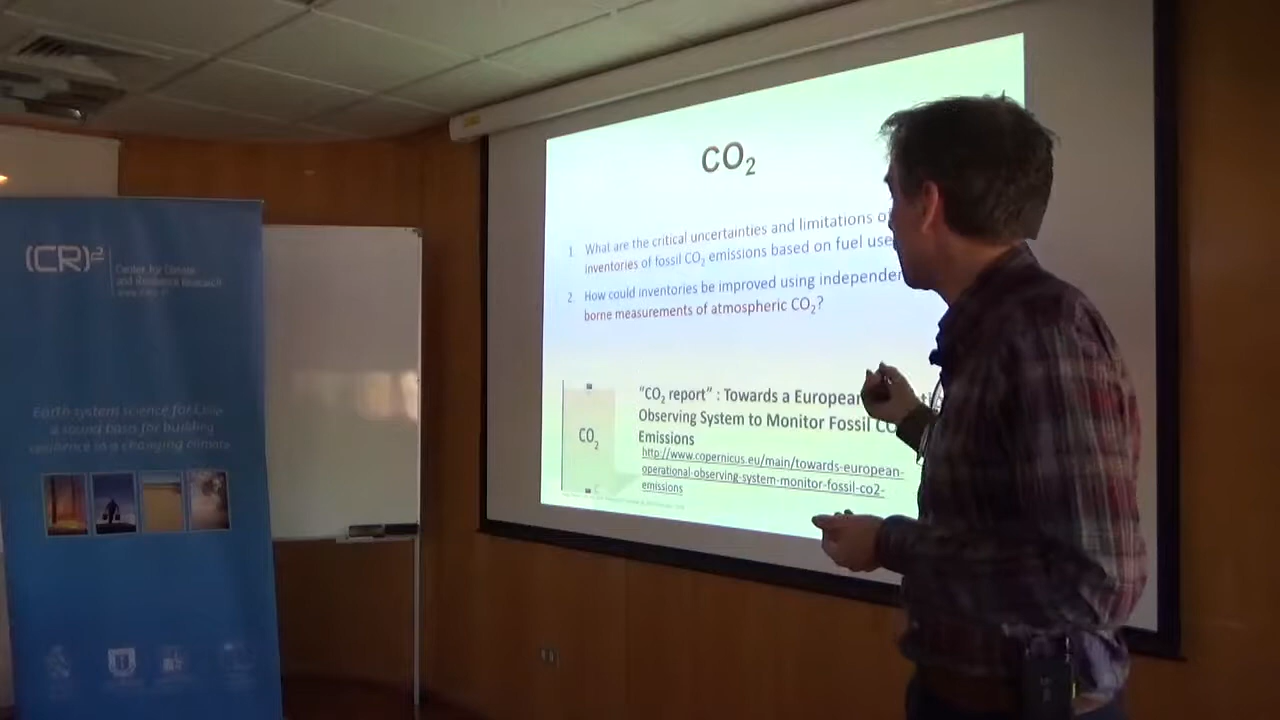 (CR)²
Center for Climate
and Resilience Research
Earth system science for Chile
a sound basis for building
resilience in a changing climate
CO₂
1. What are the critical uncertainties and limitations o
inventories of fossil CO₂ emissions based on fuel use
2. How could inventories be improved using independen
borne measurements of atmospheric CO₂?
CO₂
"CO₂ report" : Towards a European
Observing System to Monitor Fossil CO
Emissions
http://www.copernicus.eu/main/towards-european-
operational-observing-system-monitor-fossil-co2-
emissions